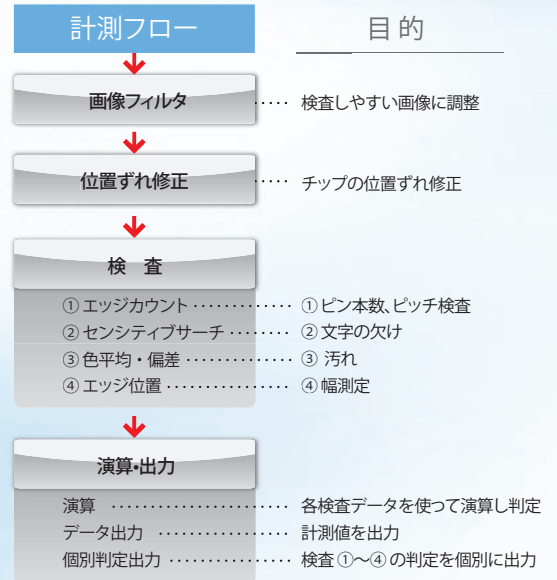 計測フロー 目的
画像フィルタ ····· 検査しやすい画像に調整
位置ずれ修正 ····· チップの位置ずれ修正
検 査
① エッジカウント ············· ① ピン本数、ピッチ検査
② センシティブサーチ ········ ② 文字の欠け
③ 色平均・偏差 ·············· ③ 汚れ
④ エッジ位置 ················ ④ 幅測定
演算・出力
演算 ······················· 各検査データを使って演算し判定
データ出力 ················· 計測値を出力
個別判定出力 ··············· 検査 ①〜④ の判定を個別に出力